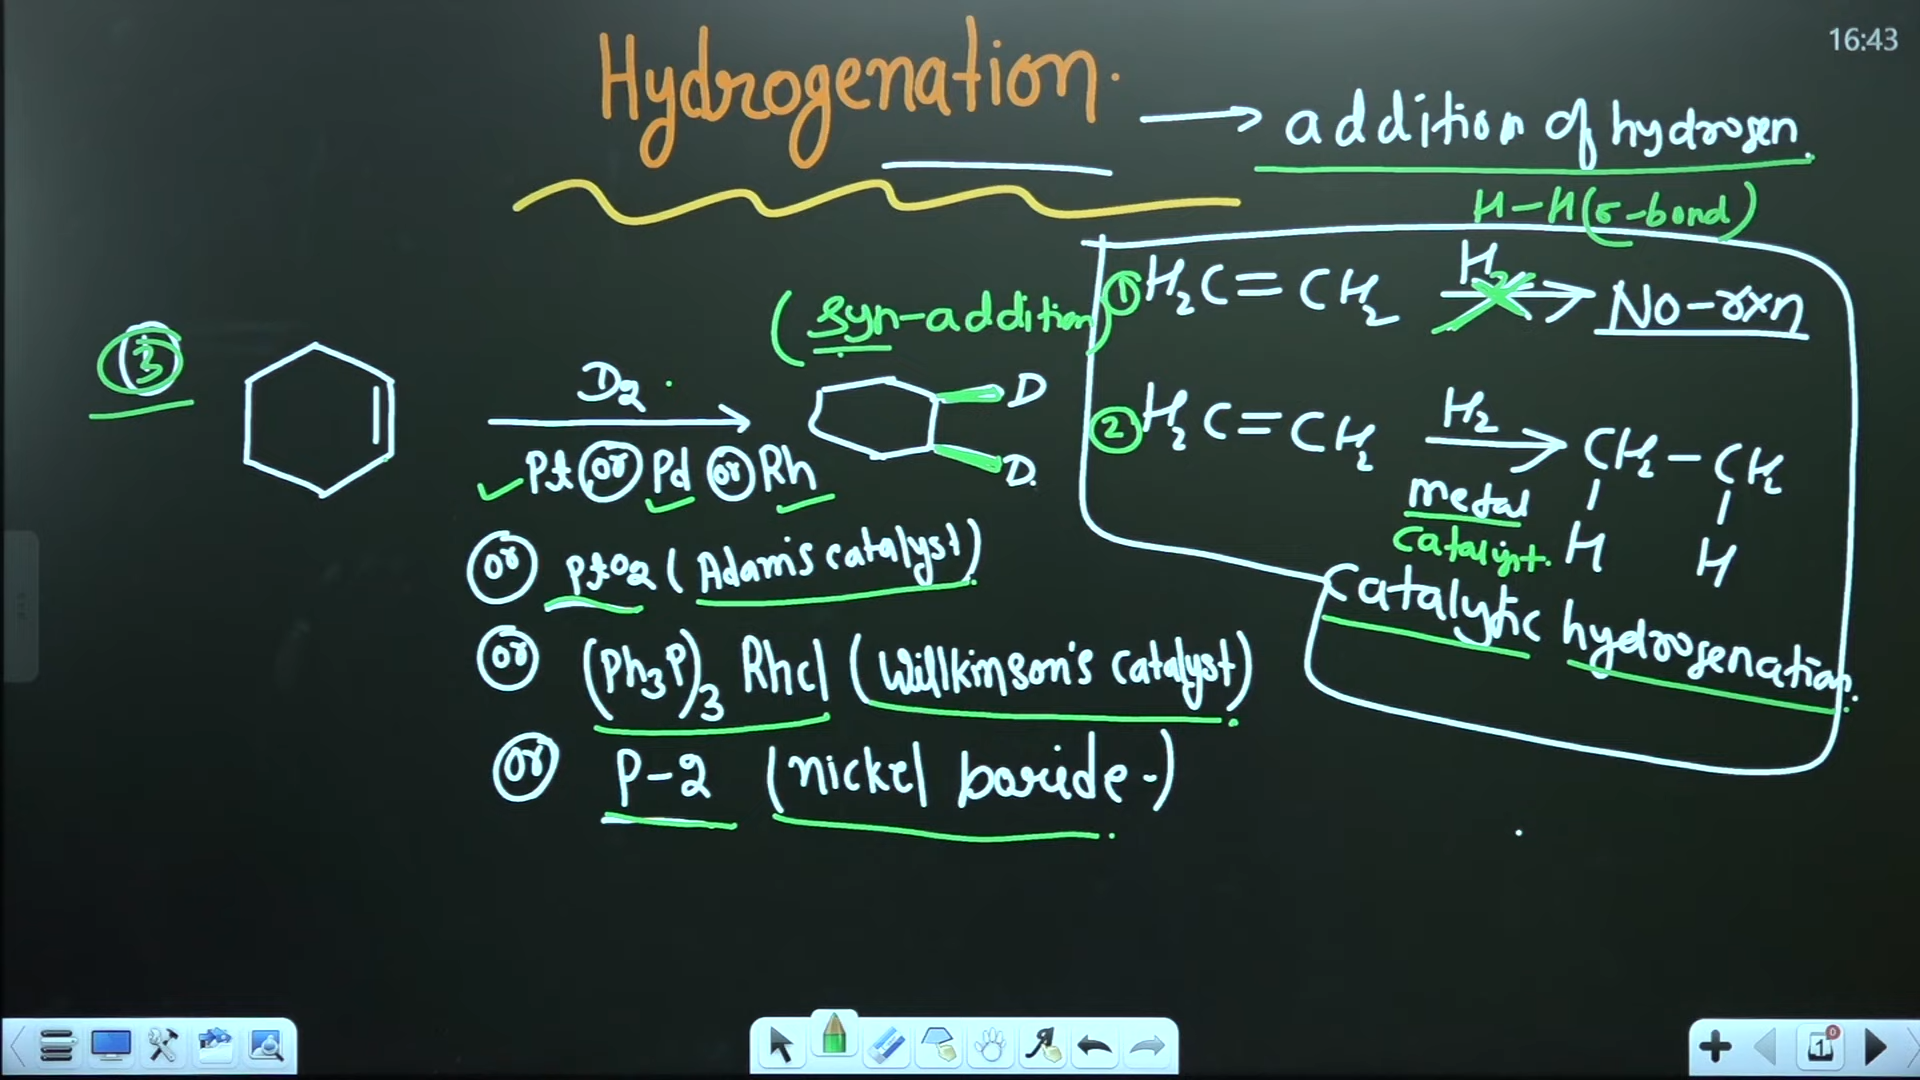 16:43
Hydrogenation.
→ addition of hydrogen.
H-H (σ-bond)
① H₂C=CH₂ H₂ → No-rxn
(syn-addition)
② H₂C=CH₂ H₂ → CH₂-CH₂
metal
catalyst.
H H
Catalytic hydrogenation.
③
D₂
D
D.
Pt or Pd or Rh
or PtO₂ (Adam's catalyst)
or (Ph₃P)₃ Rhcl (Willkinson's catalyst)
or P-2 (nickel boride-)
1
0